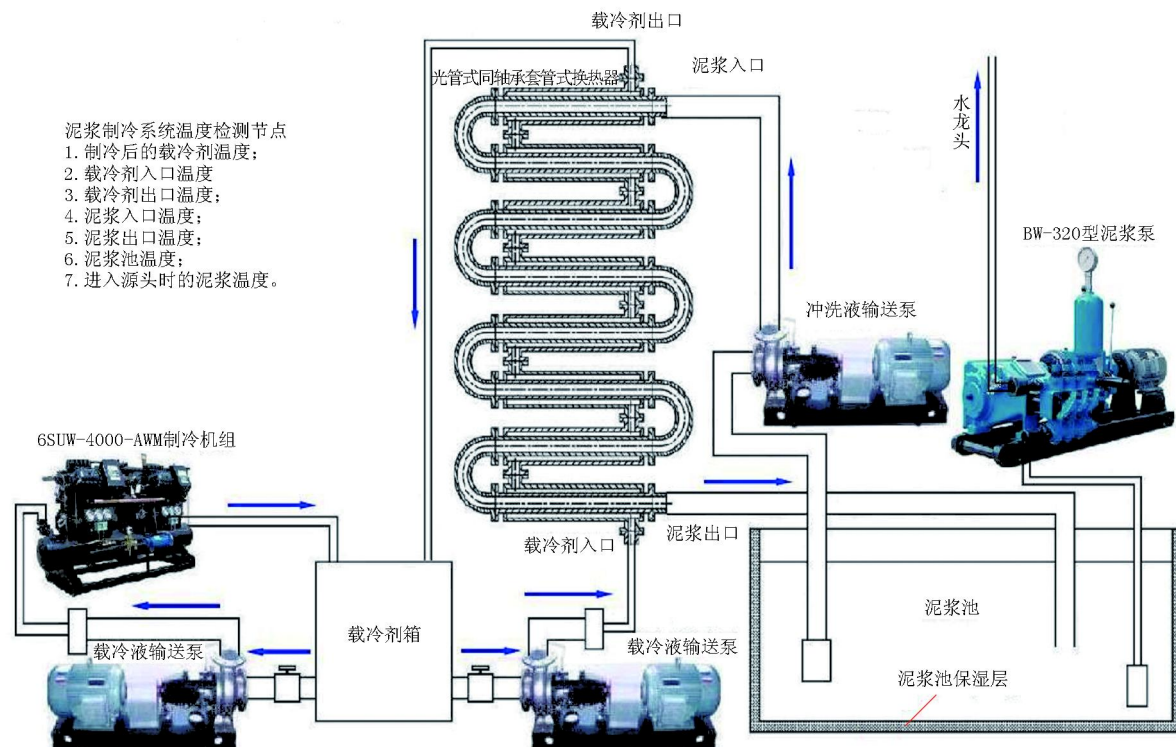 载冷剂出口
光管式同轴承套管式换热器
泥浆入口
水龙头
泥浆制冷系统温度检测节点
1.制冷后的载冷剂温度；
2.载冷剂入口温度
3.载冷剂出口温度；
4.泥浆入口温度；
5.泥浆出口温度；
6.泥浆池温度；
7.进入源头时的泥浆温度。
BW-320型泥浆泵
冲洗液输送泵
6SUW-4000-AWM制冷机组
载冷剂入口
泥浆出口
泥浆池
载冷剂箱
载冷液输送泵
载冷液输送泵
泥浆池保湿层